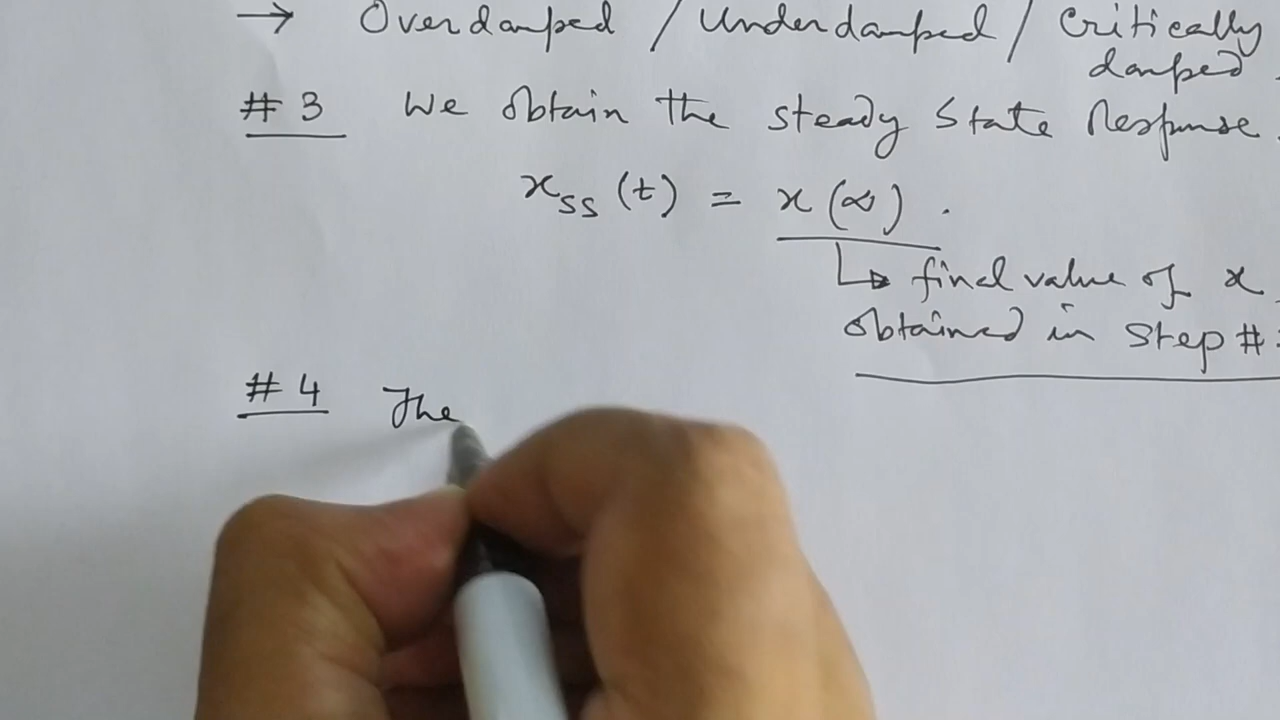 → Overdamped / Underdamped / Critically
damped.
# 3 We obtain the steady State Response.
x_ss (t) = x (∞) .
↳ final value of x
obtained in Step #
# 4 The